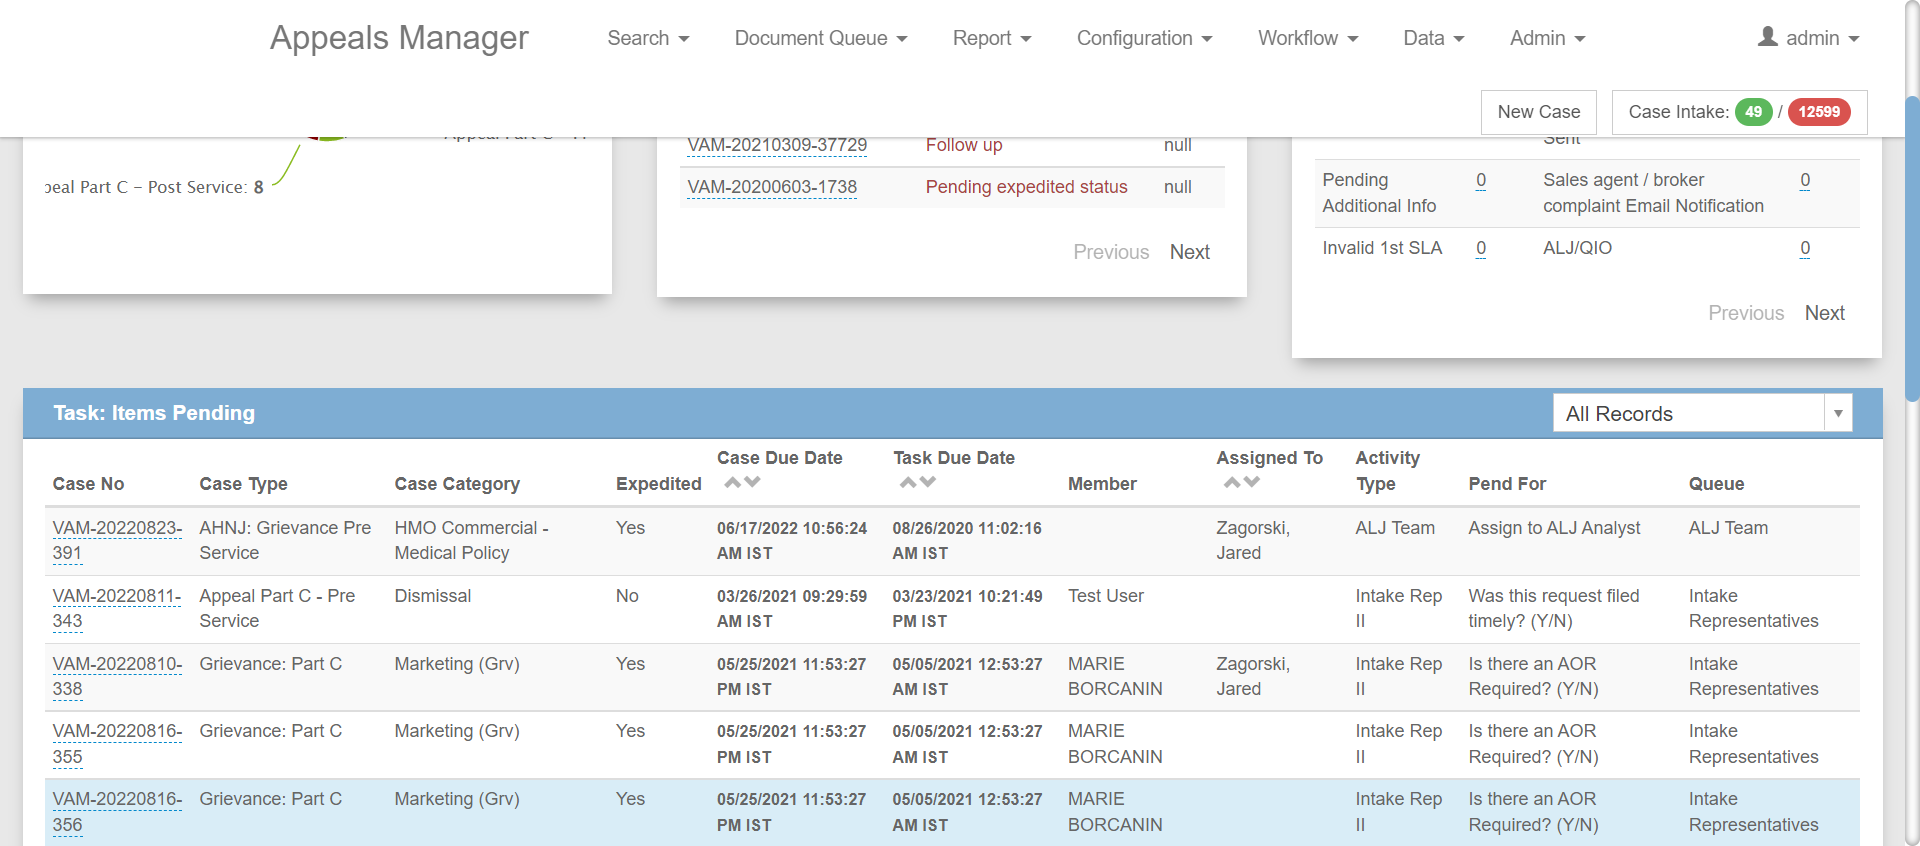 Appeals Manager
Search
Document Queue
Report
Configuration
Workflow
Data
Admin
admin
New Case
Case Intake: 49 / 12599
peal Part C - Post Service: 8
VAM-20210309-37729 Follow up null
VAM-20200603-1738 Pending expedited status null
Previous Next
Sent
Pending Additional Info 0 Sales agent / broker complaint Email Notification 0
Invalid 1st SLA 0 ALJ/QIO 0
Previous Next
Task: Items Pending
All Records
Case No Case Type Case Category Expedited Case Due Date Task Due Date Member Assigned To Activity Type Pend For Queue
VAM-20220823-391 AHNJ: Grievance Pre Service HMO Commercial - Medical Policy Yes 06/17/2022 10:56:24 AM IST 08/26/2020 11:02:16 AM IST Zagorski, Jared ALJ Team Assign to ALJ Analyst ALJ Team
VAM-20220811-343 Appeal Part C - Pre Service Dismissal No 03/26/2021 09:29:59 AM IST 03/23/2021 10:21:49 PM IST Test User Intake Rep II Was this request filed timely? (Y/N) Intake Representatives
VAM-20220810-338 Grievance: Part C Marketing (Grv) Yes 05/25/2021 11:53:27 PM IST 05/05/2021 12:53:27 AM IST MARIE BORCANIN Zagorski, Jared Intake Rep II Is there an AOR Required? (Y/N) Intake Representatives
VAM-20220816-355 Grievance: Part C Marketing (Grv) Yes 05/25/2021 11:53:27 PM IST 05/05/2021 12:53:27 AM IST MARIE BORCANIN Intake Rep II Is there an AOR Required? (Y/N) Intake Representatives
VAM-20220816-356 Grievance: Part C Marketing (Grv) Yes 05/25/2021 11:53:27 PM IST 05/05/2021 12:53:27 AM IST MARIE BORCANIN Intake Rep II Is there an AOR Required? (Y/N) Intake Representatives